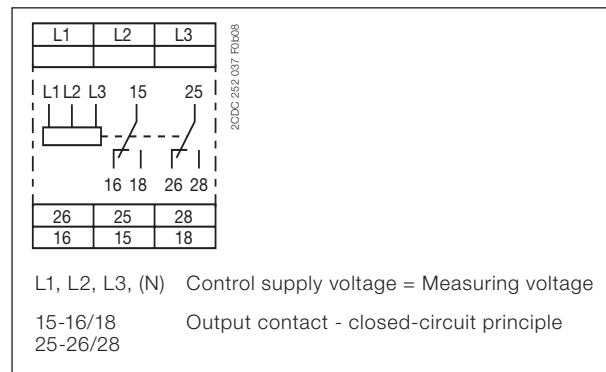 L1 L2 L3
2CDC 252 037 F0b08
L1 L2 L3 15 25
16 18 26 28
26 25 28
16 15 18
L1, L2, L3, (N) Control supply voltage = Measuring voltage
15-16/18 Output contact - closed-circuit principle
25-26/28